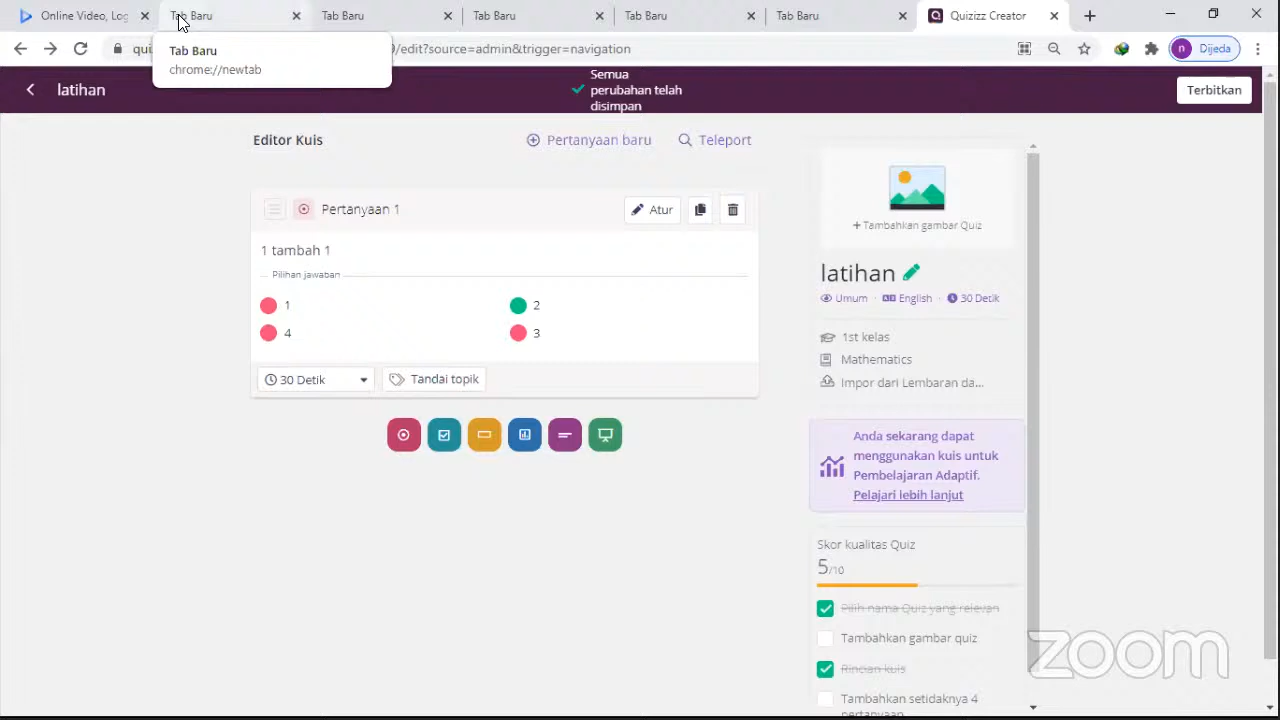 Online Video, Log
Tab Baru
Tab Baru
Tab Baru
Tab Baru
Tab Baru
Quizizz Creator
/edit?source=admin&trigger=navigation
n
Dijeda
Tab Baru
chrome://newtab
latihan
Semua
perubahan telah
disimpan
Terbitkan
Editor Kuis
Pertanyaan baru
Teleport
Pertanyaan 1
Atur
1 tambah 1
Pilihan jawaban
1
2
4
3
30 Detik
Tandai topik
+ Tambahkan gambar Quiz
latihan
Umum · English · 30 Detik
1st kelas
Mathematics
Impor dari Lembaran da...
Anda sekarang dapat
menggunakan kuis untuk
Pembelajaran Adaptif.
Pelajari lebih lanjut
Skor kualitas Quiz
5/10
Pilih nama Quiz yang relevan
Tambahkan gambar quiz
Rincian kuis
Tambahkan setidaknya 4
pertanyaan
zoom